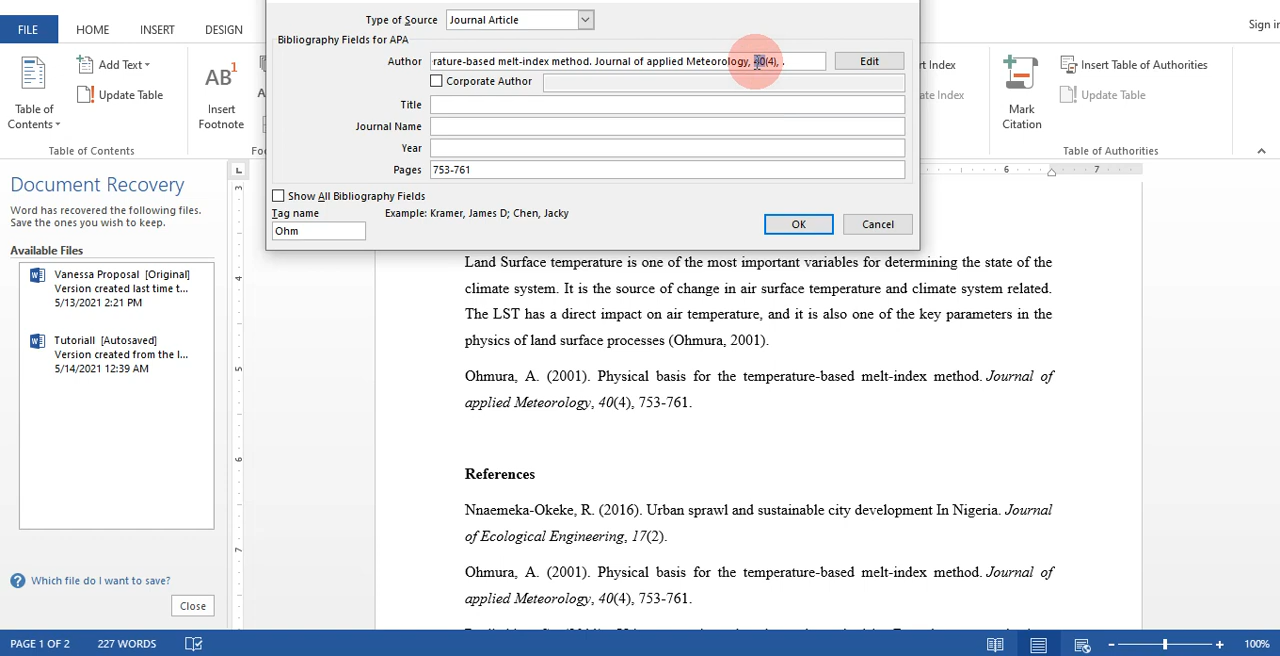 Type of Source Journal Article
Bibliography Fields for APA
Author rature-based melt-index method. Journal of applied Meteorology, 40(4), . Edit
Corporate Author
Title
Journal Name
Year
Pages 753-761
Show All Bibliography Fields
Tag name Example: Kramer, James D; Chen, Jacky
Ohm
OK Cancel
FILE HOME INSERT DESIGN
Sign in
Table of
Contents
Add Text
Update Table
Table of Contents
AB1
Insert
Footnote
Foo
Mark
Citation
Insert Table of Authorities
Update Table
Table of Authorities
Index
Index
6 7
Document Recovery
Word has recovered the following files.
Save the ones you wish to keep.
Available Files
Vanessa Proposal [Original]
Version created last time t...
5/13/2021 2:21 PM
Tutoriall [Autosaved]
Version created from the l...
5/14/2021 12:39 AM
Which file do I want to save?
Close
3
4
5
6
7
Land Surface temperature is one of the most important variables for determining the state of the
climate system. It is the source of change in air surface temperature and climate system related.
The LST has a direct impact on air temperature, and it is also one of the key parameters in the
physics of land surface processes (Ohmura, 2001).
Ohmura, A. (2001). Physical basis for the temperature-based melt-index method. Journal of
applied Meteorology, 40(4), 753-761.
References
Nnaemeka-Okeke, R. (2016). Urban sprawl and sustainable city development In Nigeria. Journal
of Ecological Engineering, 17(2).
Ohmura, A. (2001). Physical basis for the temperature-based melt-index method. Journal of
applied Meteorology, 40(4), 753-761.
PAGE 1 OF 2 227 WORDS
100%